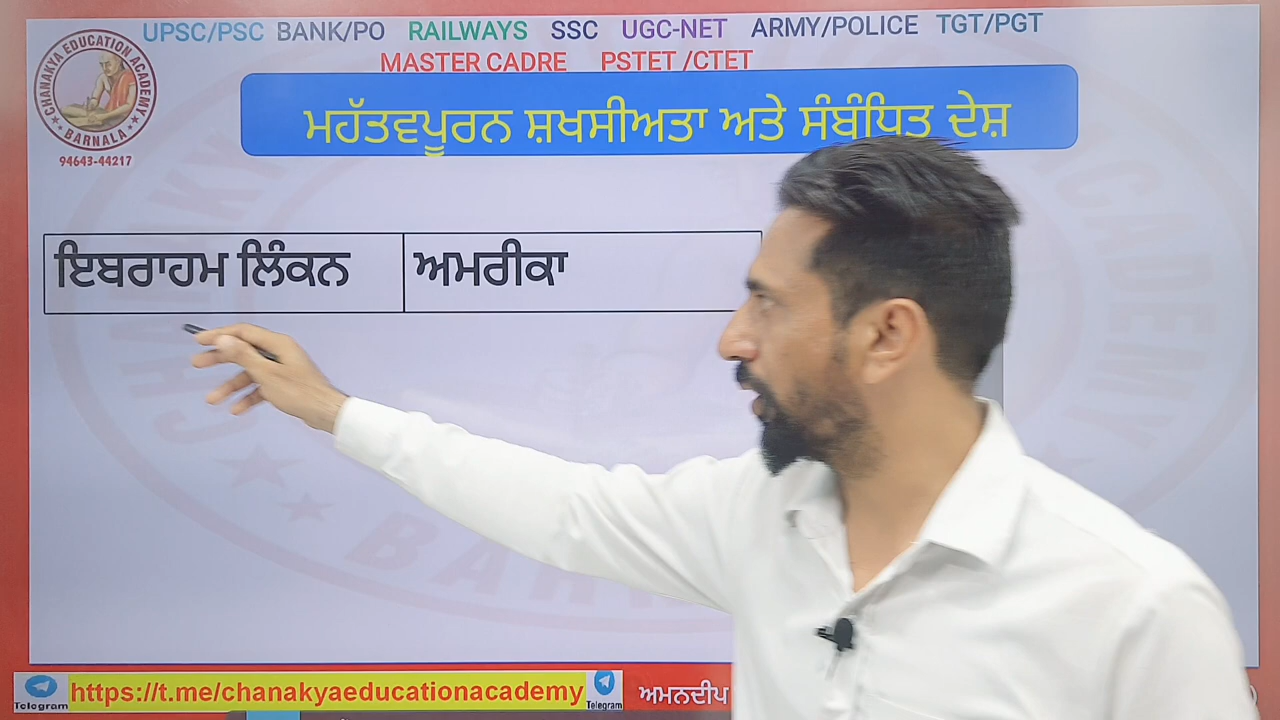 UPSC/PSC BANK/PO RAILWAYS SSC UGC-NET ARMY/POLICE TGT/PGT
MASTER CADRE PSTET /CTET
CHANAKYA EDUCATION ACADEMY
BARNALA
94643-44217
ਮਹੱਤਵਪੂਰਨ ਸ਼ਖਸੀਅਤਾ ਅਤੇ ਸੰਬੰਧਿਤ ਦੇਸ਼
ਇਬਰਾਹਮ ਲਿੰਕਨ ਅਮਰੀਕਾ
Telegram https://t.me/chanakyaeducationacademy Telegram ਅਮਨਦੀਪ